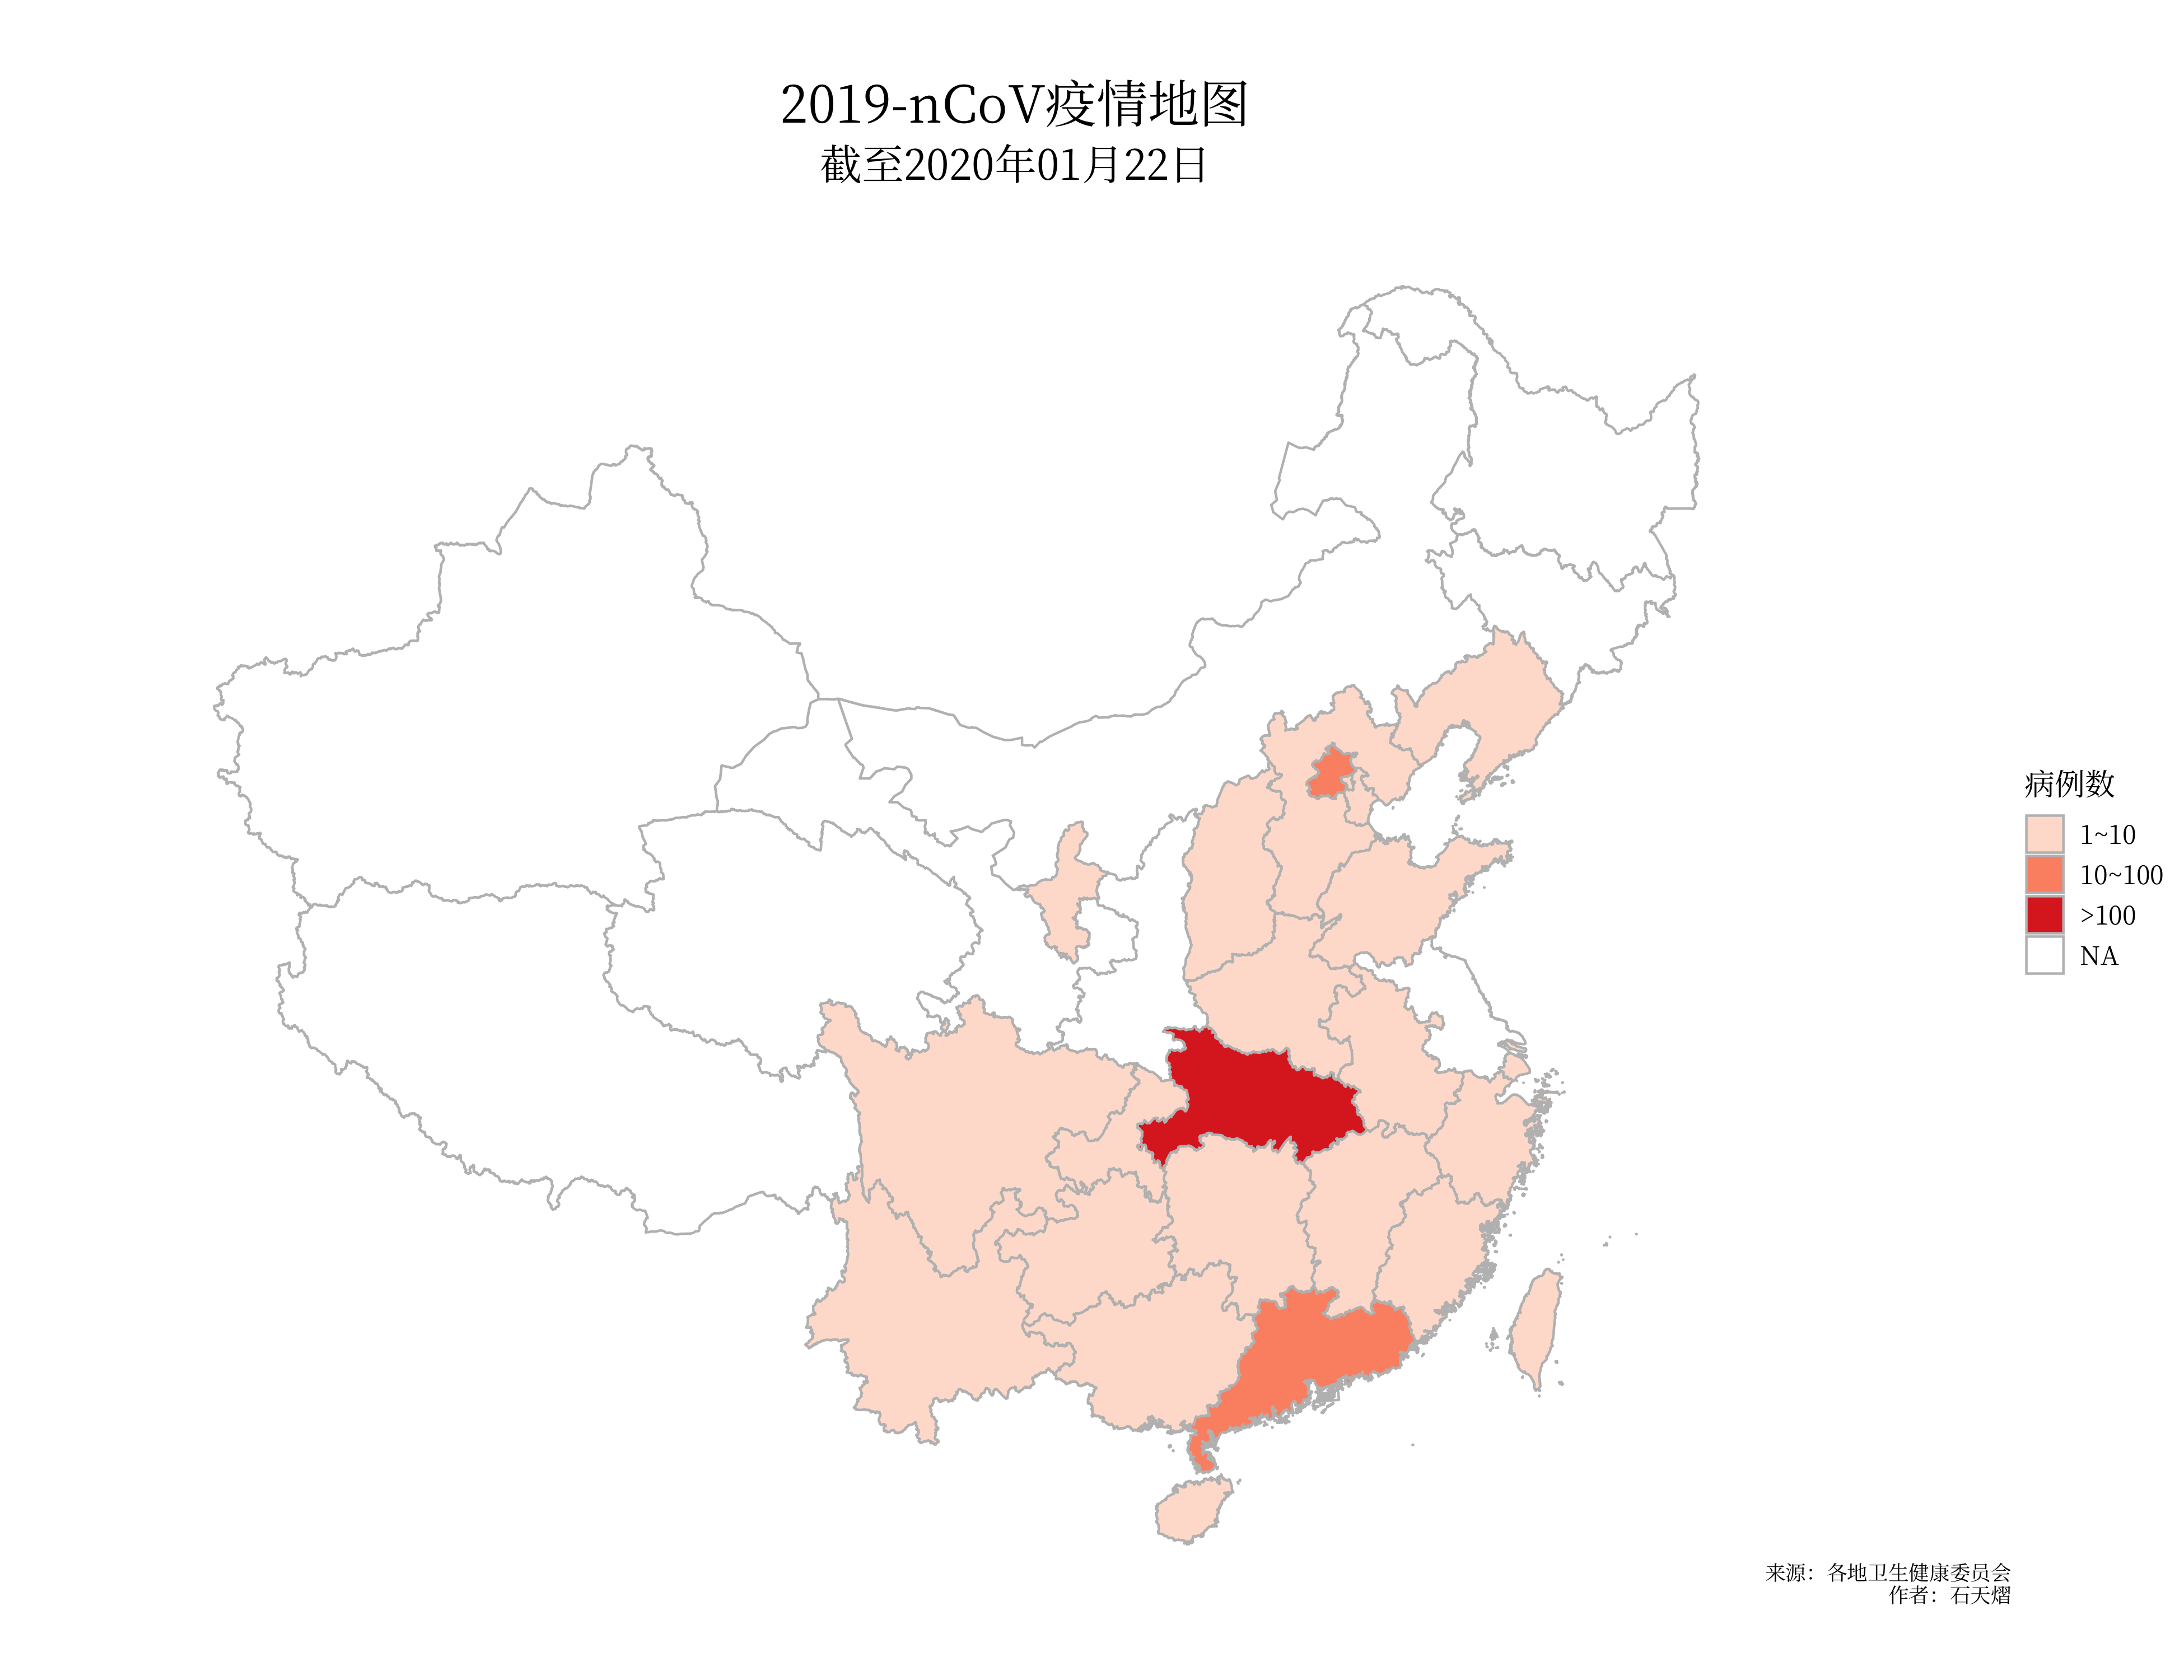 2019-nCoV疫情地图
截至2020年01月22日
病例数
1~10
10~100
>100
NA
来源：各地卫生健康委员会
作者：石天熠